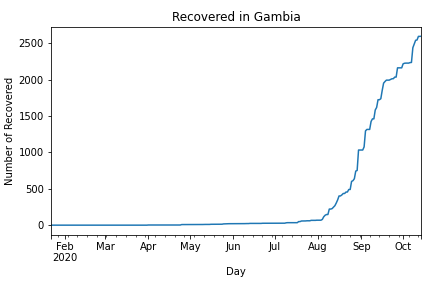 Recovered in Gambia
Number of Recovered
2500
2000
1500
1000
500
0
Feb Mar Apr May Jun Jul Aug Sep Oct
2020
Day